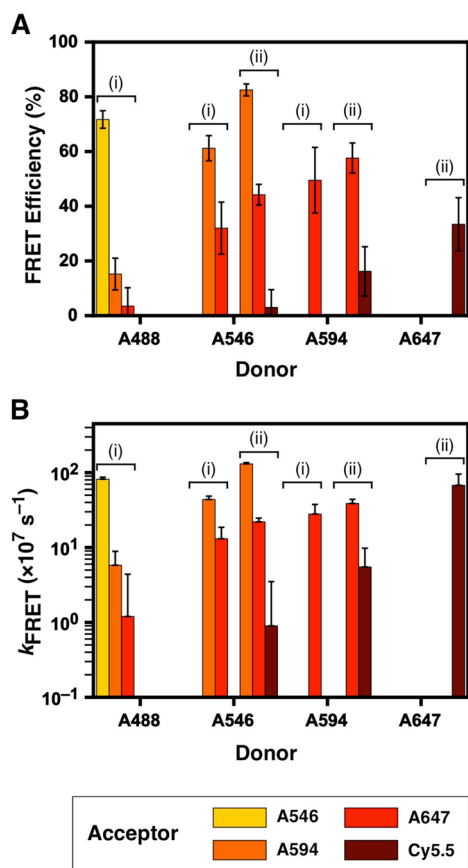 A
(ii)
(i)
(i)
(i)
(ii)
(ii)
100
80
60
40
20
0
FRET Efficiency (%)
A488
A546
A594
A647
Donor
B
(ii)
(ii)
(i)
(i)
(i)
(ii)
10²
10¹
10⁰
10⁻¹
kFRET (×10⁷ s⁻¹)
A488
A546
A594
A647
Donor
Acceptor
A546
A647
A594
Cy5.5